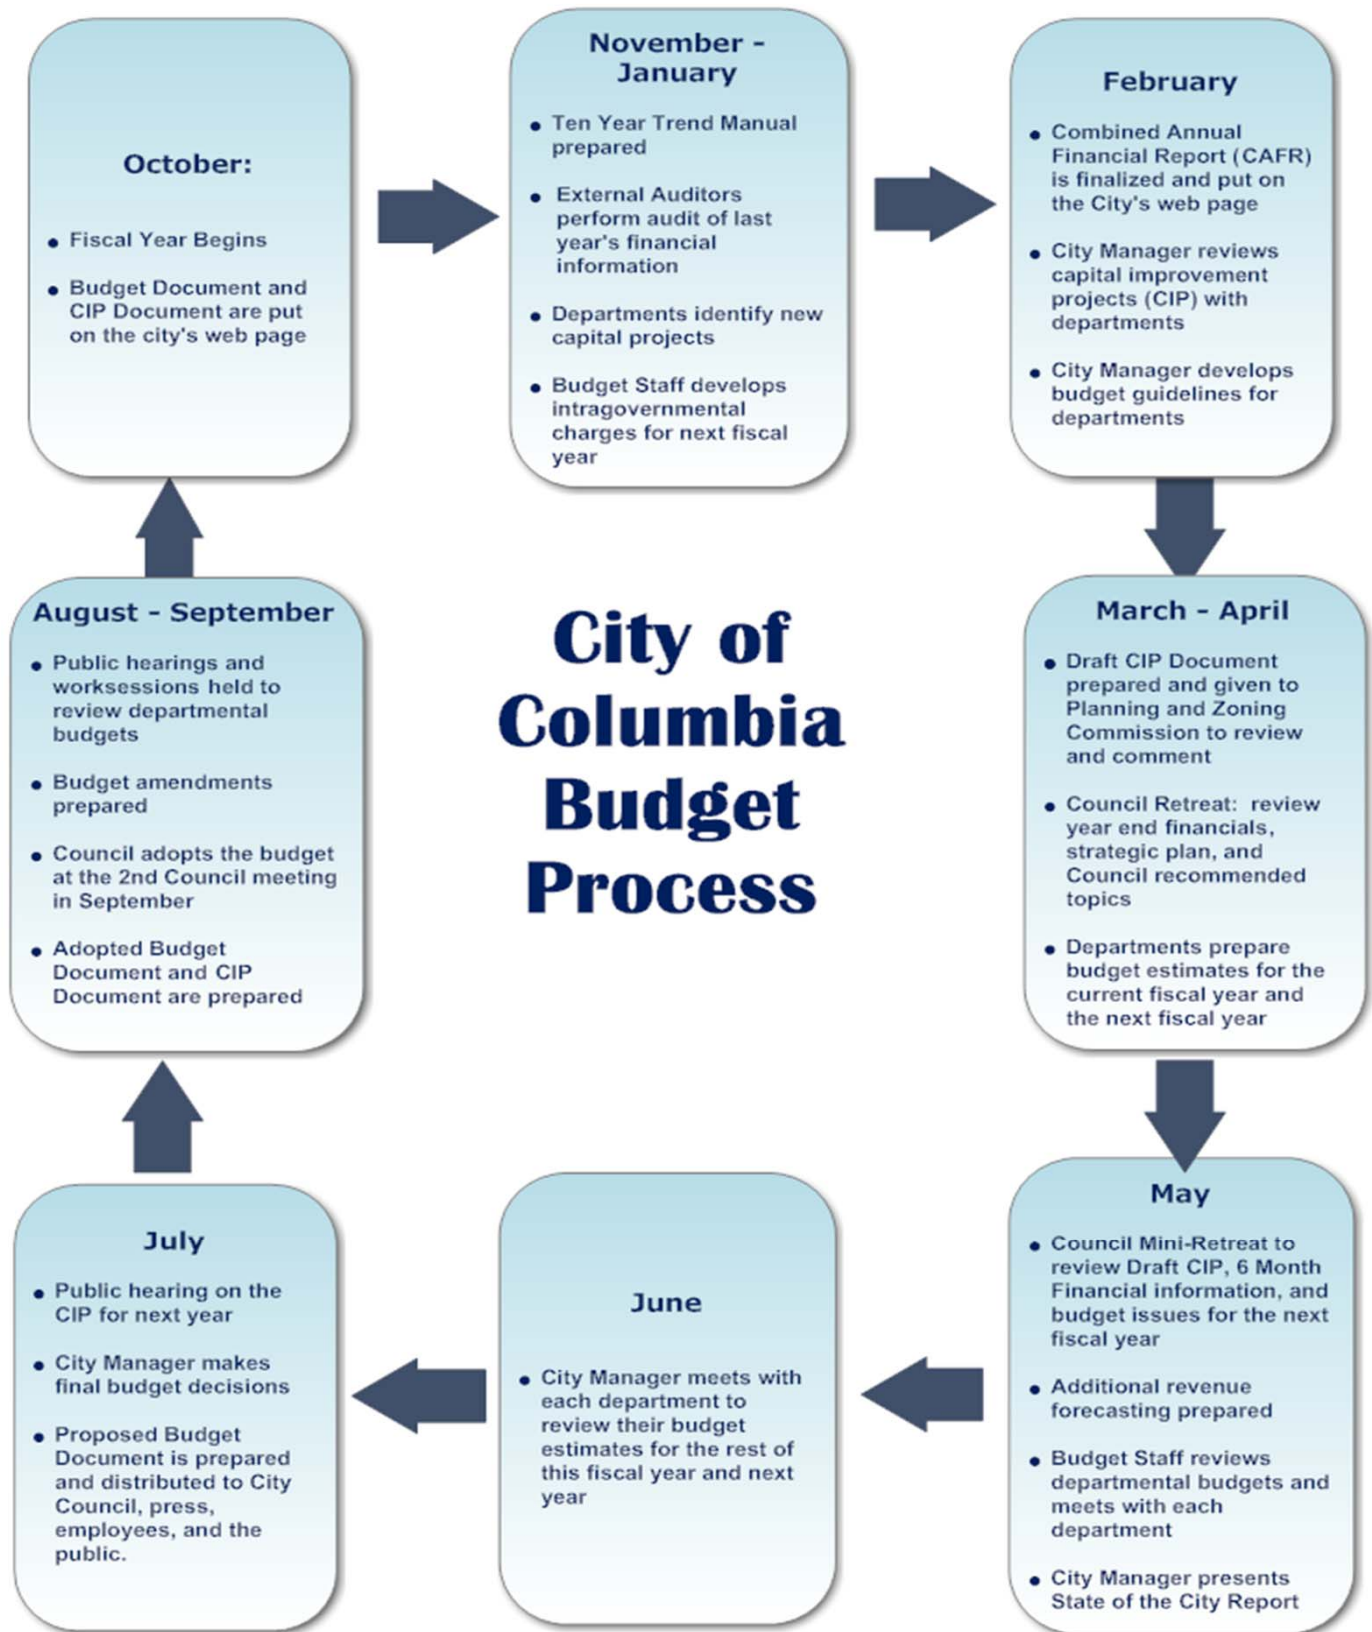 October:
• Fiscal Year Begins
• Budget Document and
CIP Document are put
on the city's web page
November -
January
• Ten Year Trend Manual
prepared
• External Auditors
perform audit of last
year's financial
information
• Departments identify new
capital projects
• Budget Staff develops
intragovernmental
charges for next fiscal
year
February
• Combined Annual
Financial Report (CAFR)
is finalized and put on
the City's web page
• City Manager reviews
capital improvement
projects (CIP) with
departments
• City Manager develops
budget guidelines for
departments
August - September
• Public hearings and
worksessions held to
review departmental
budgets
• Budget amendments
prepared
• Council adopts the budget
at the 2nd Council meeting
in September
• Adopted Budget
Document and CIP
Document are prepared
City of
Columbia
Budget
Process
March - April
• Draft CIP Document
prepared and given to
Planning and Zoning
Commission to review
and comment
• Council Retreat: review
year end financials,
strategic plan, and
Council recommended
topics
• Departments prepare
budget estimates for the
current fiscal year and
the next fiscal year
July
• Public hearing on the
CIP for next year
• City Manager makes
final budget decisions
• Proposed Budget
Document is prepared
and distributed to City
Council, press,
employees, and the
public.
June
• City Manager meets with
each department to
review their budget
estimates for the rest of
this fiscal year and next
year
May
• Council Mini-Retreat to
review Draft CIP, 6 Month
Financial information, and
budget issues for the next
fiscal year
• Additional revenue
forecasting prepared
• Budget Staff reviews
departmental budgets and
meets with each
department
• City Manager presents
State of the City Report